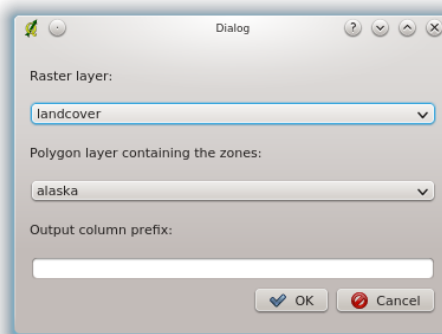 Dialog
Raster layer:
landcover
Polygon layer containing the zones:
alaska
Output column prefix:
OK
Cancel